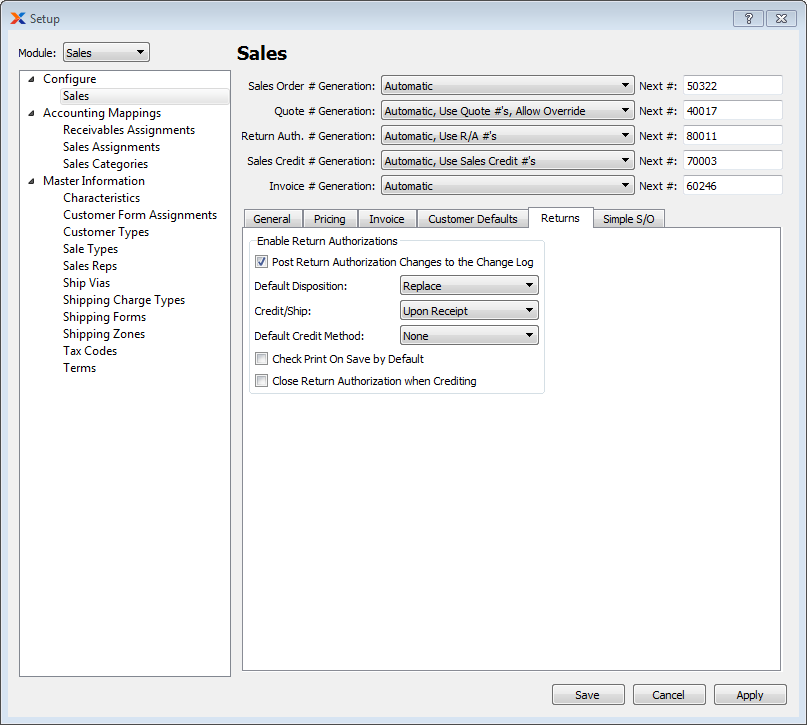 Setup
Module: Sales
Configure
Sales
Accounting Mappings
Receivables Assignments
Sales Assignments
Sales Categories
Master Information
Characteristics
Customer Form Assignments
Customer Types
Sale Types
Sales Reps
Ship Vias
Shipping Charge Types
Shipping Forms
Shipping Zones
Tax Codes
Terms
Sales
Sales Order # Generation: Automatic Next #: 50322
Quote # Generation: Automatic, Use Quote #'s, Allow Override Next #: 40017
Return Auth. # Generation: Automatic, Use R/A #'s Next #: 80011
Sales Credit # Generation: Automatic, Use Sales Credit #'s Next #: 70003
Invoice # Generation: Automatic Next #: 60246
General Pricing Invoice Customer Defaults Returns Simple S/O
Enable Return Authorizations
Post Return Authorization Changes to the Change Log
Default Disposition: Replace
Credit/Ship: Upon Receipt
Default Credit Method: None
Check Print On Save by Default
Close Return Authorization when Crediting
Save Cancel Apply